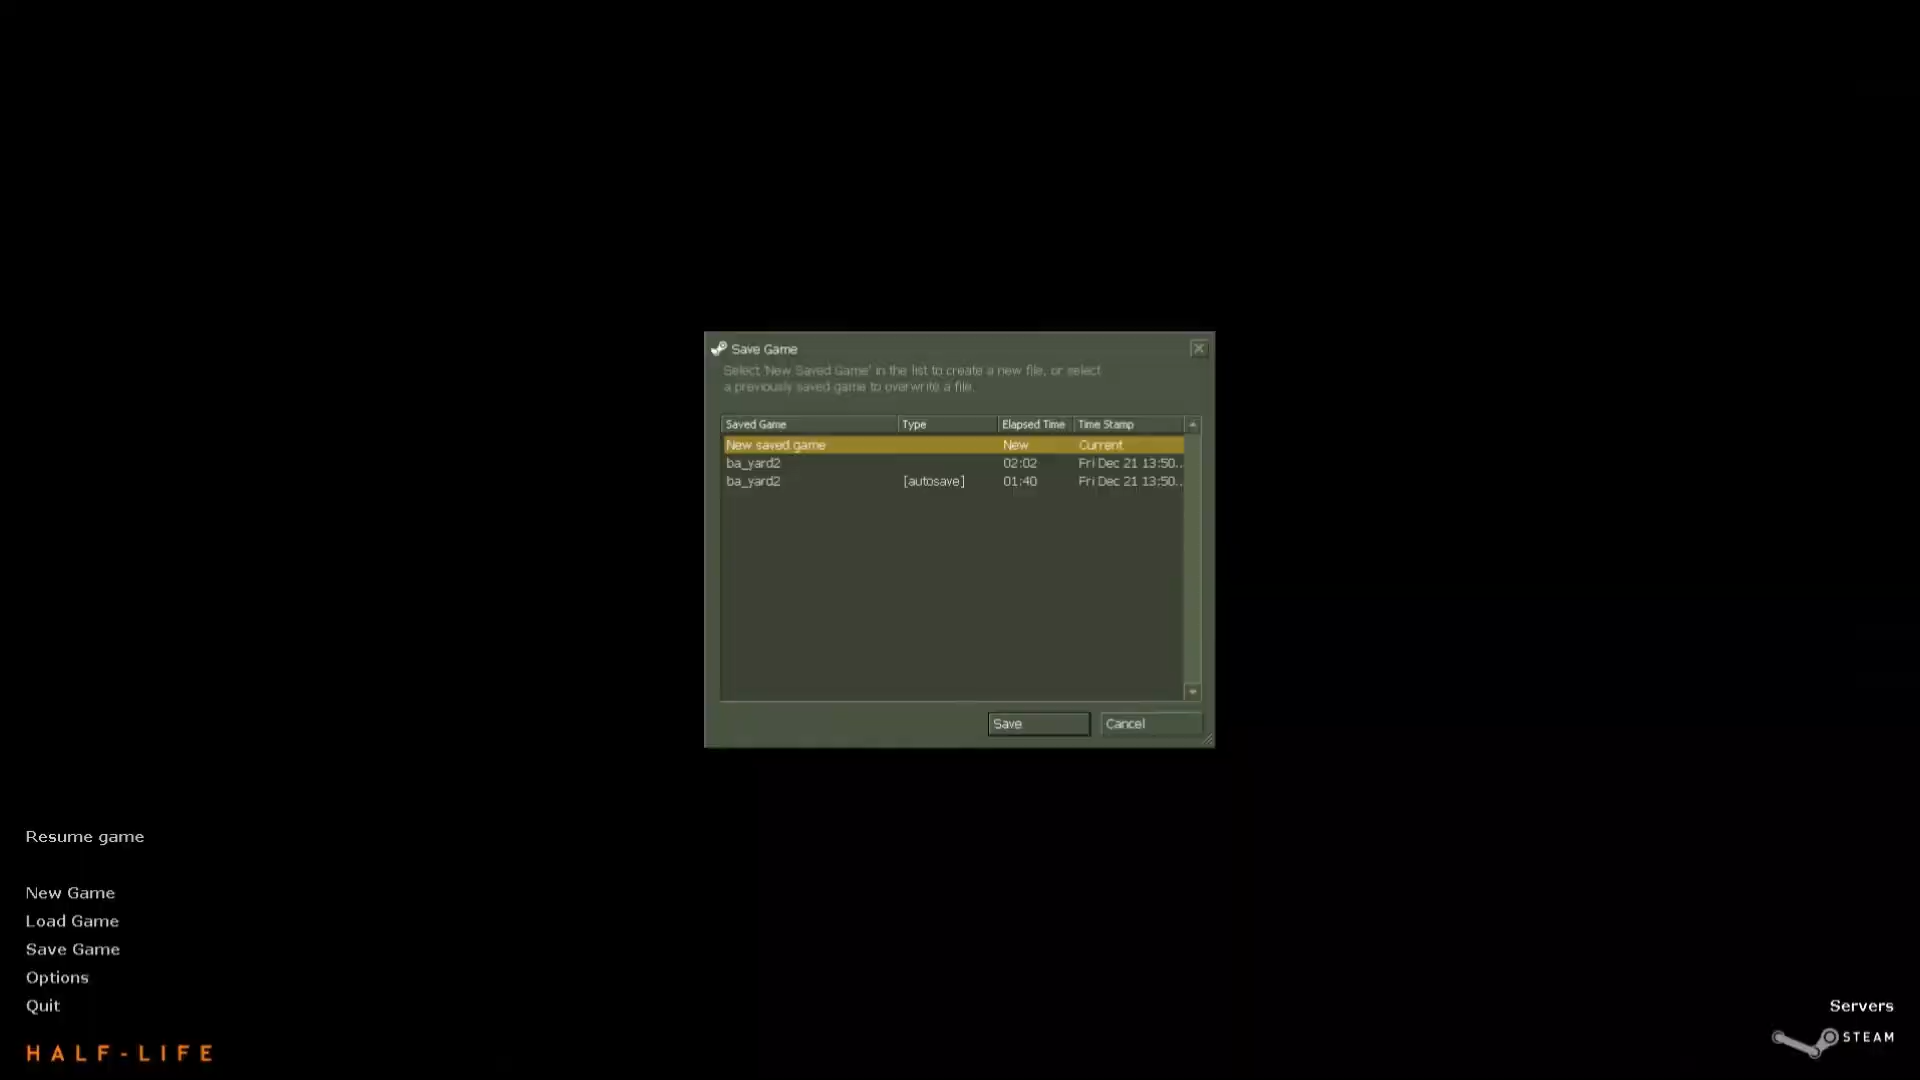 Save Game
Select 'New Saved Game' in the list to create a new file, or select
a previously saved game to overwrite a file.
Saved Game Type Elapsed Time Time Stamp
New saved game New Current
ba_yard2 02:02 Fri Dec 21 13:50..
ba_yard2 [autosave] 01:40 Fri Dec 21 13:50..
Save Cancel
Resume game
New Game
Load Game
Save Game
Options
Quit
HALF-LIFE
Servers
STEAM